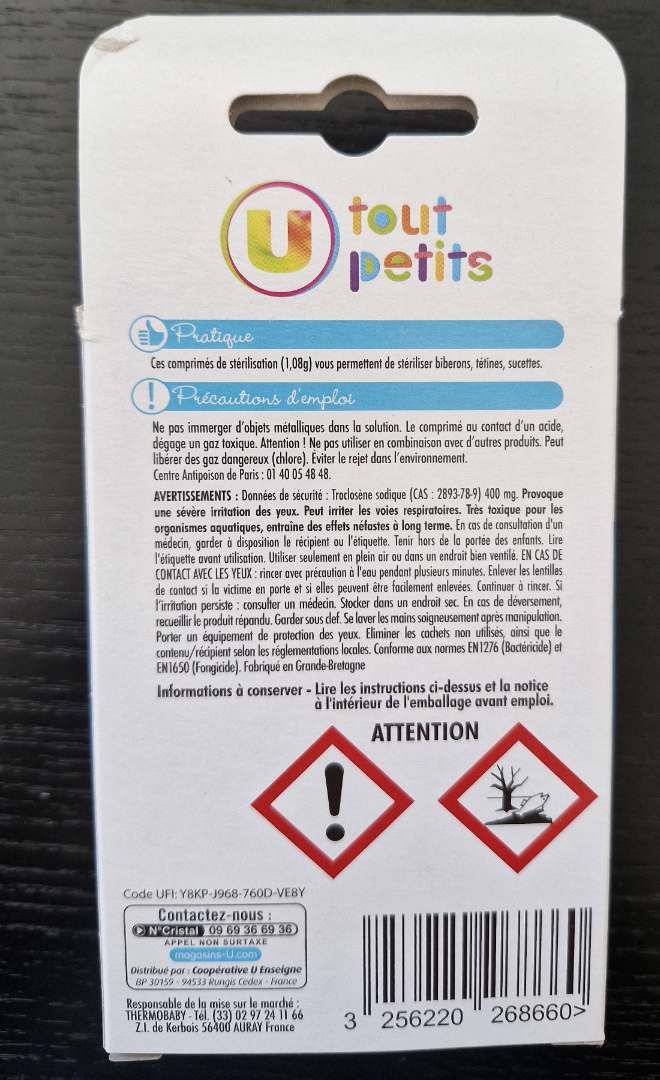 U tout
petits
Pratique
Ces comprimés de stérilisation (1,08g) vous permettent de stériliser biberons, tétines, sucettes.
Précautions d'emploi
Ne pas immerger d'objets métalliques dans la solution. Le comprimé au contact d'un acide,
dégage un gaz toxique. Attention ! Ne pas utiliser en combinaison avec d'autres produits. Peut
libérer des gaz dangereux (chlore). Éviter le rejet dans l'environnement.
Centre Antipoison de Paris : 01 40 05 48 48.
AVERTISSEMENTS : Données de sécurité : Troclosène sodique (CAS : 2893-78-9) 400 mg. Provoque
une sévère irritation des yeux. Peut irriter les voies respiratoires. Très toxique pour les
organismes aquatiques, entraîne des effets néfastes à long terme. En cas de consultation d'un
médecin, garder à disposition le récipient ou l'étiquette. Tenir hors de la portée des enfants. Lire
l'étiquette avant utilisation. Utiliser seulement en plein air ou dans un endroit bien ventilé. EN CAS DE
CONTACT AVEC LES YEUX : rincer avec précaution à l'eau pendant plusieurs minutes. Enlever les lentilles
de contact si la victime en porte et si elles peuvent être facilement enlevées. Continuer à rincer. Si
l'irritation persiste : consulter un médecin. Stocker dans un endroit sec. En cas de déversement,
recueillir le produit répandu. Garder sous clef. Se laver les mains soigneusement après manipulation.
Porter un équipement de protection des yeux. Eliminer les cachets non utilisés, ainsi que le
contenu/récipient selon les réglementations locales. Conforme aux normes EN1276 (Bactéricide) et
EN1650 (Fongicide). Fabriqué en Grande-Bretagne
Informations à conserver - Lire les instructions ci-dessus et la notice
à l'intérieur de l'emballage avant emploi.
ATTENTION
Code UFI: Y8KP-J968-760D-VE8Y
Contactez-nous :
N°Cristal 09 69 36 69 36
APPEL NON SURTAXE
magasins-U.com
Distribué par : Coopérative U Enseigne
BP 30159 - 94533 Rungis Cedex - France
Responsable de la mise sur le marché :
THERMOBABY - Tél. (33) 02 97 24 11 66
Z.I. de Kerbois 56400 AURAY France
3 256220 268660>